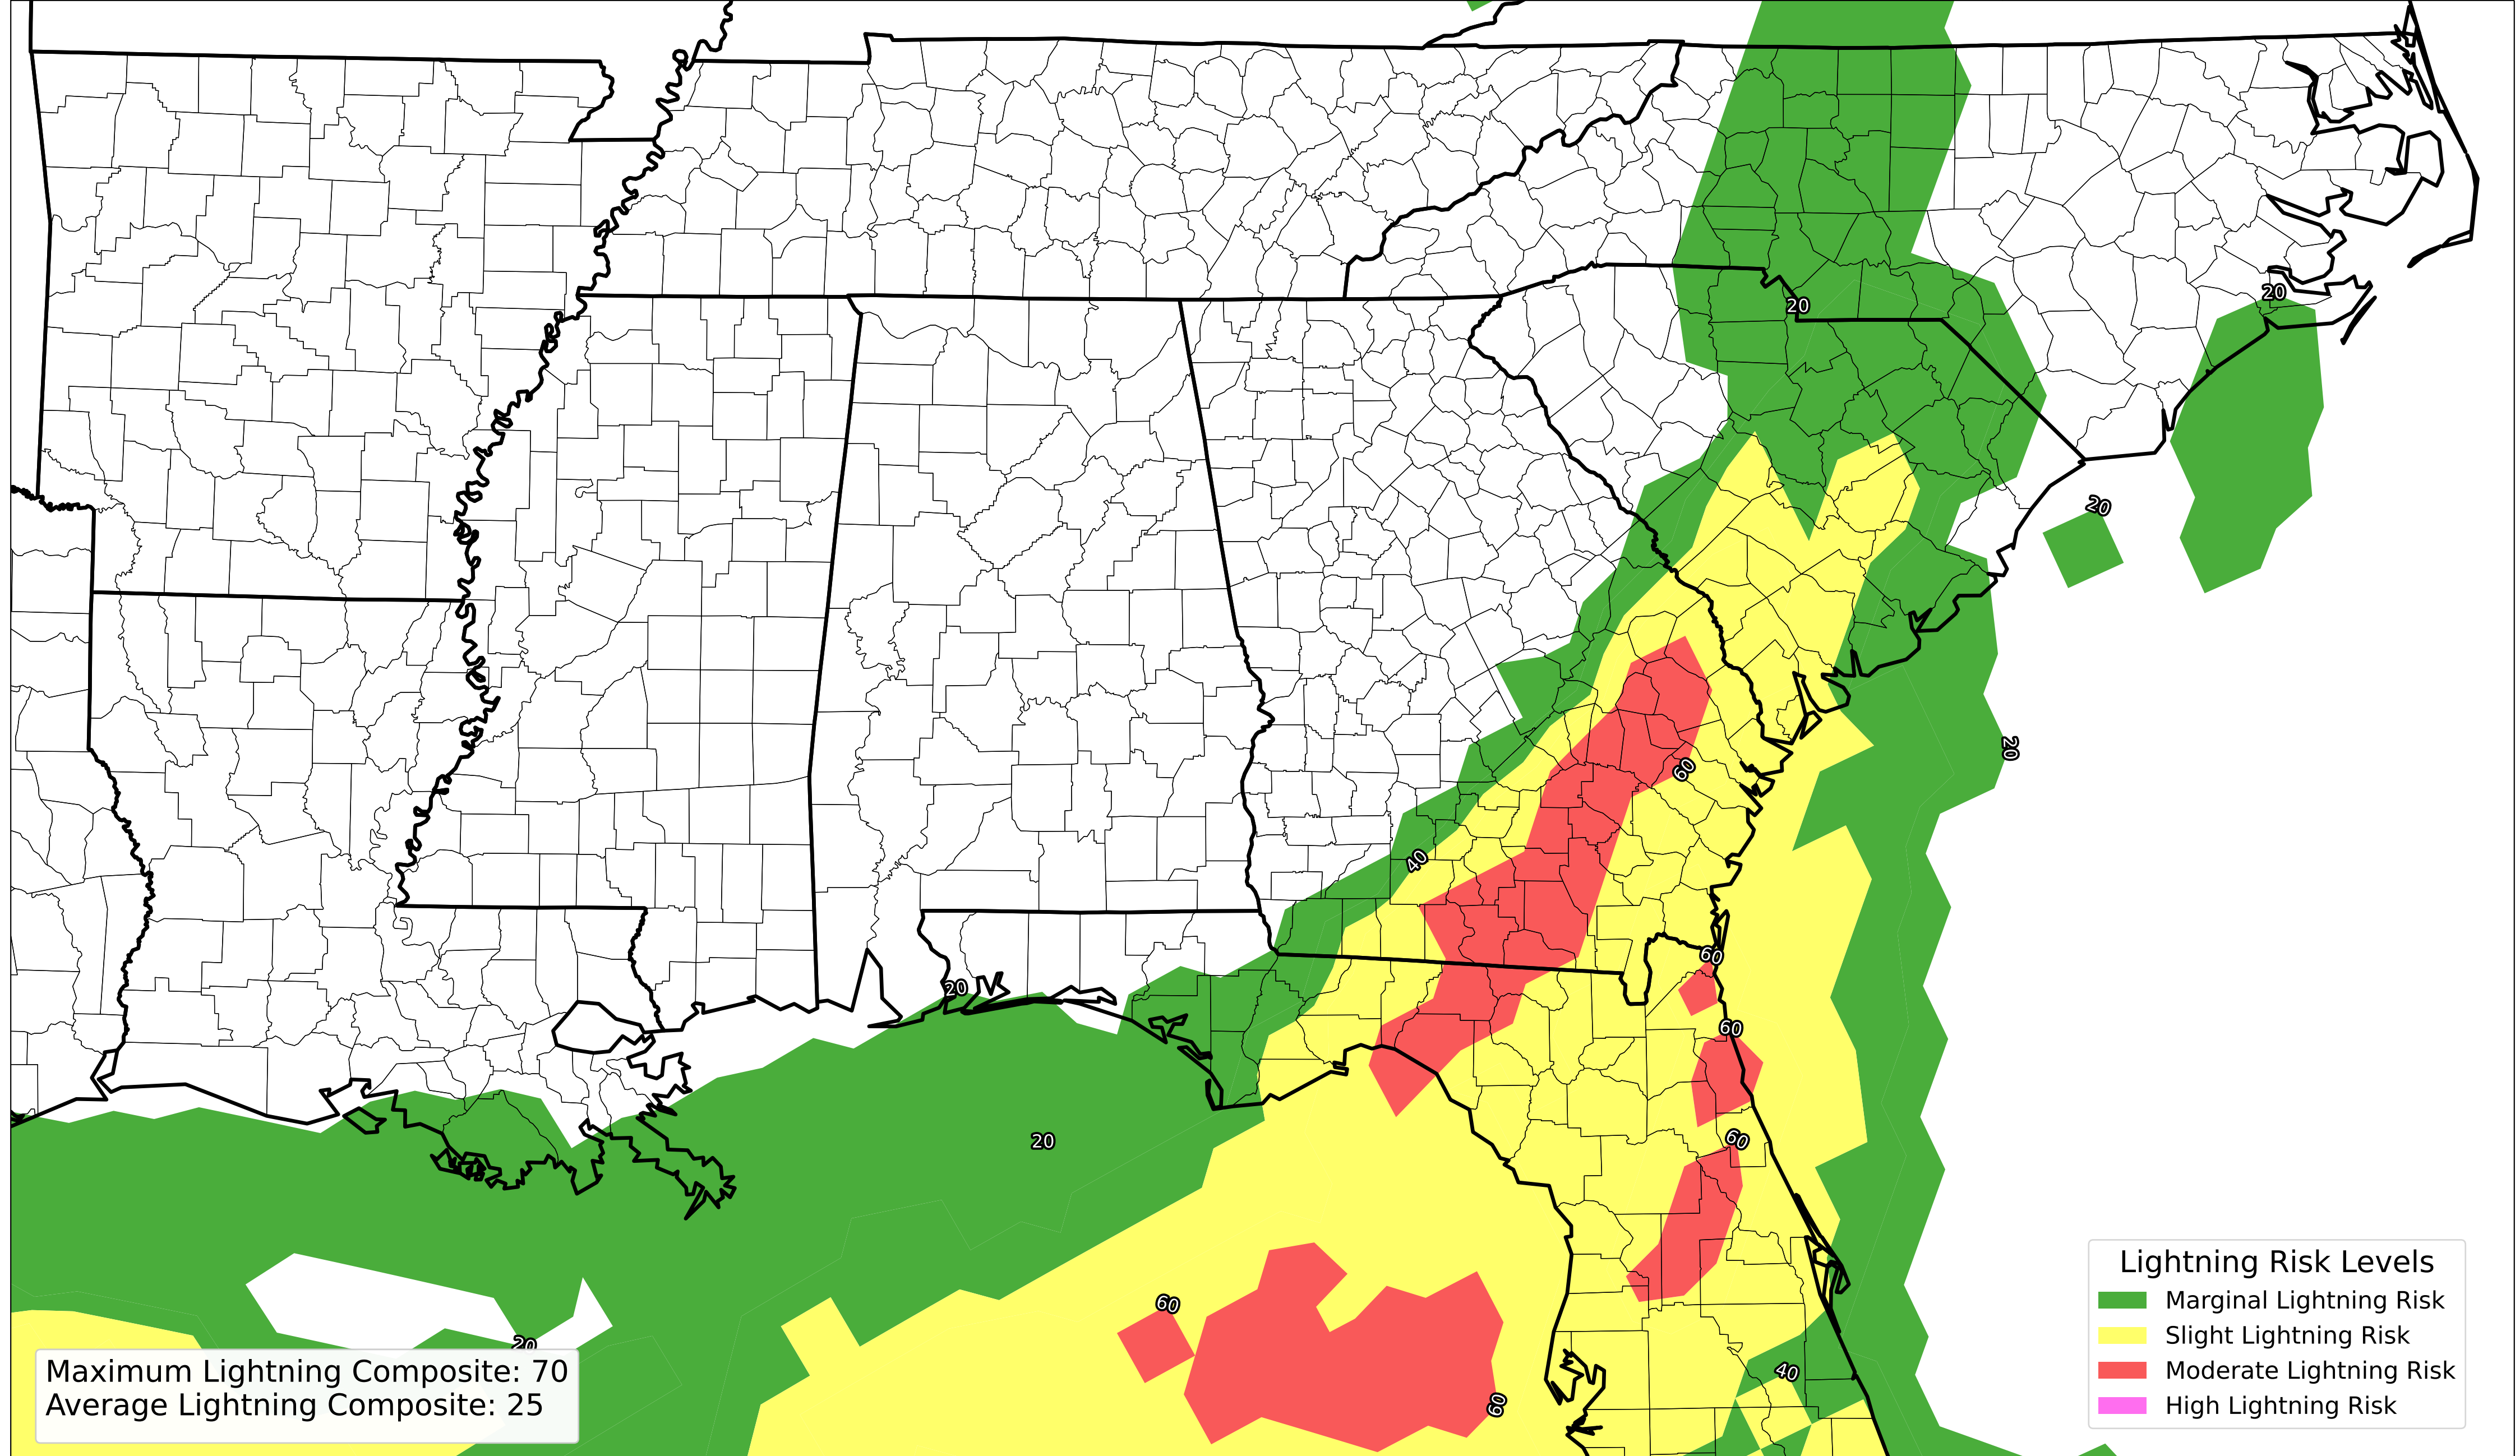 20
20
20
20
60
40
60
20
60
20
60
60
20
40
60
Lightning Risk Levels
Marginal Lightning Risk
Slight Lightning Risk
Moderate Lightning Risk
High Lightning Risk
Maximum Lightning Composite: 70
Average Lightning Composite: 25